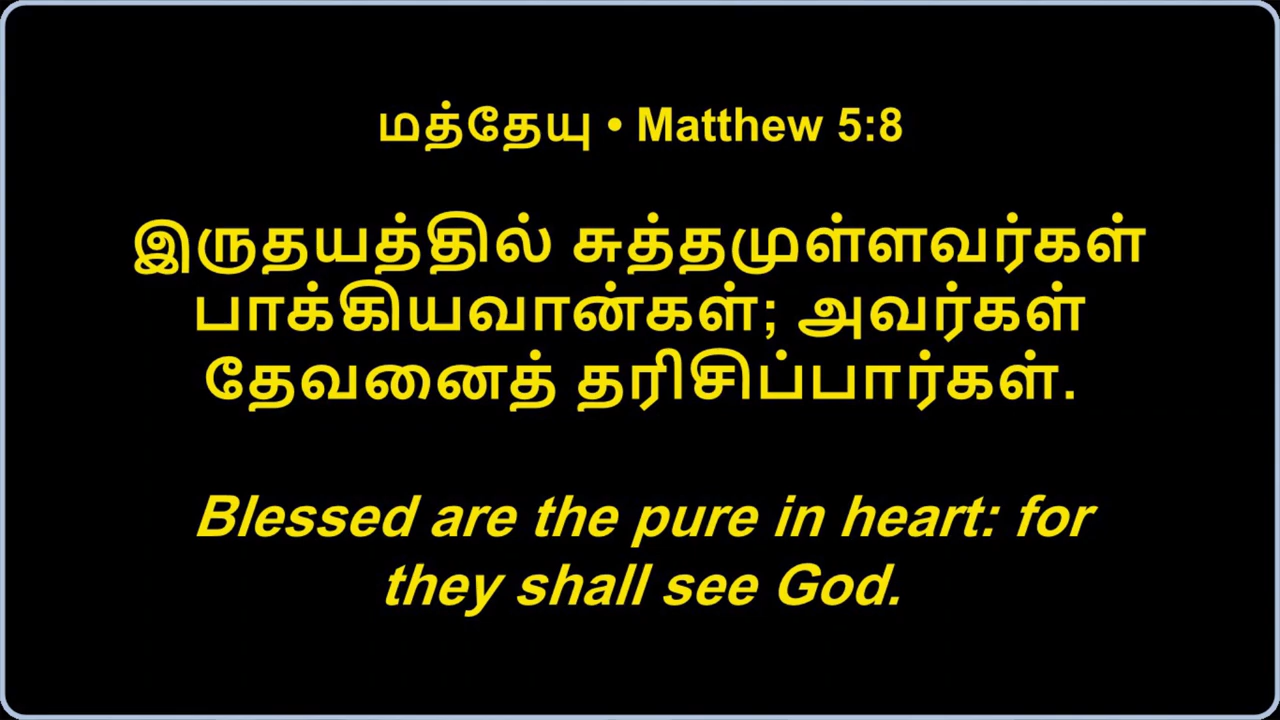 மத்தேயு • Matthew 5:8
இருதயத்தில் சுத்தமுள்ளவர்கள்
பாக்கியவான்கள்; அவர்கள்
தேவனைத் தரிசிப்பார்கள்.
Blessed are the pure in heart: for
they shall see God.